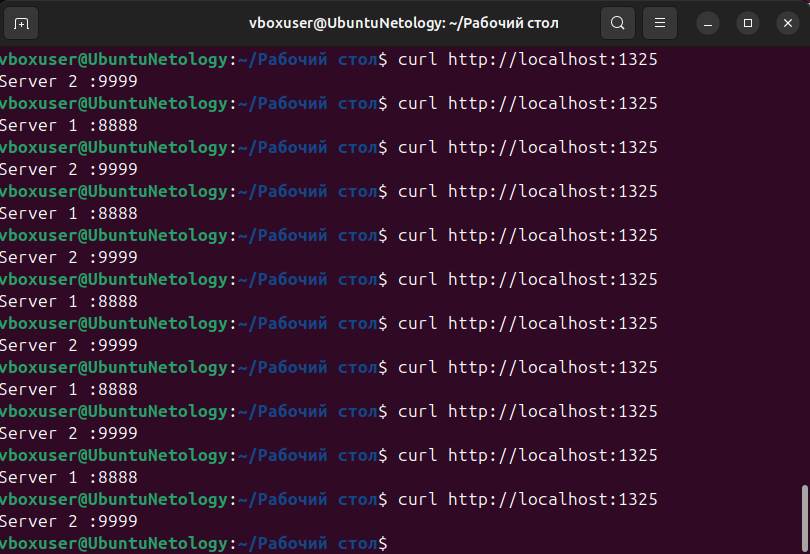 vboxuser@UbuntuNetology: ~/Рабочий стол
vboxuser@UbuntuNetology:~/Рабочий стол$ curl http://localhost:1325
Server 2 :9999
vboxuser@UbuntuNetology:~/Рабочий стол$ curl http://localhost:1325
Server 1 :8888
vboxuser@UbuntuNetology:~/Рабочий стол$ curl http://localhost:1325
Server 2 :9999
vboxuser@UbuntuNetology:~/Рабочий стол$ curl http://localhost:1325
Server 1 :8888
vboxuser@UbuntuNetology:~/Рабочий стол$ curl http://localhost:1325
Server 2 :9999
vboxuser@UbuntuNetology:~/Рабочий стол$ curl http://localhost:1325
Server 1 :8888
vboxuser@UbuntuNetology:~/Рабочий стол$ curl http://localhost:1325
Server 2 :9999
vboxuser@UbuntuNetology:~/Рабочий стол$ curl http://localhost:1325
Server 1 :8888
vboxuser@UbuntuNetology:~/Рабочий стол$ curl http://localhost:1325
Server 2 :9999
vboxuser@UbuntuNetology:~/Рабочий стол$ curl http://localhost:1325
Server 1 :8888
vboxuser@UbuntuNetology:~/Рабочий стол$ curl http://localhost:1325
Server 2 :9999
vboxuser@UbuntuNetology:~/Рабочий стол$